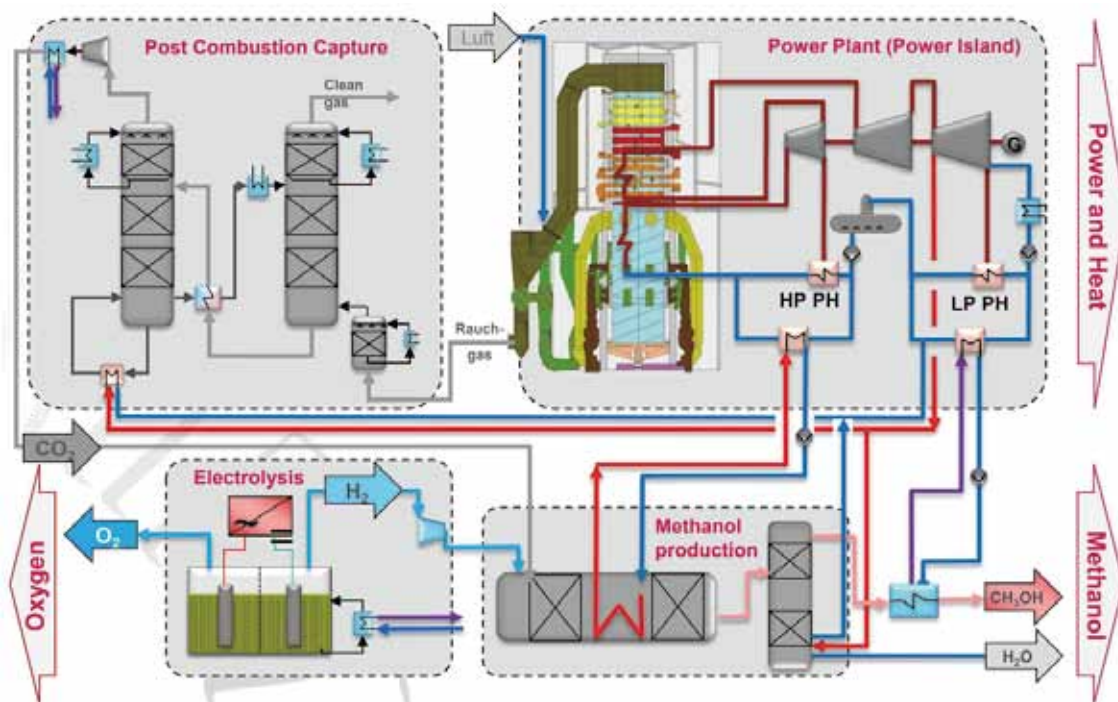 Post Combustion Capture
Clean
gas
Luft
Power Plant (Power Island)
G
HP PH
LP PH
Rauch-
gas
Power and Heat
CO₂
Electrolysis
H₂
O₂
Oxygen
Methanol
production
CH₃OH
H₂O
Methanol